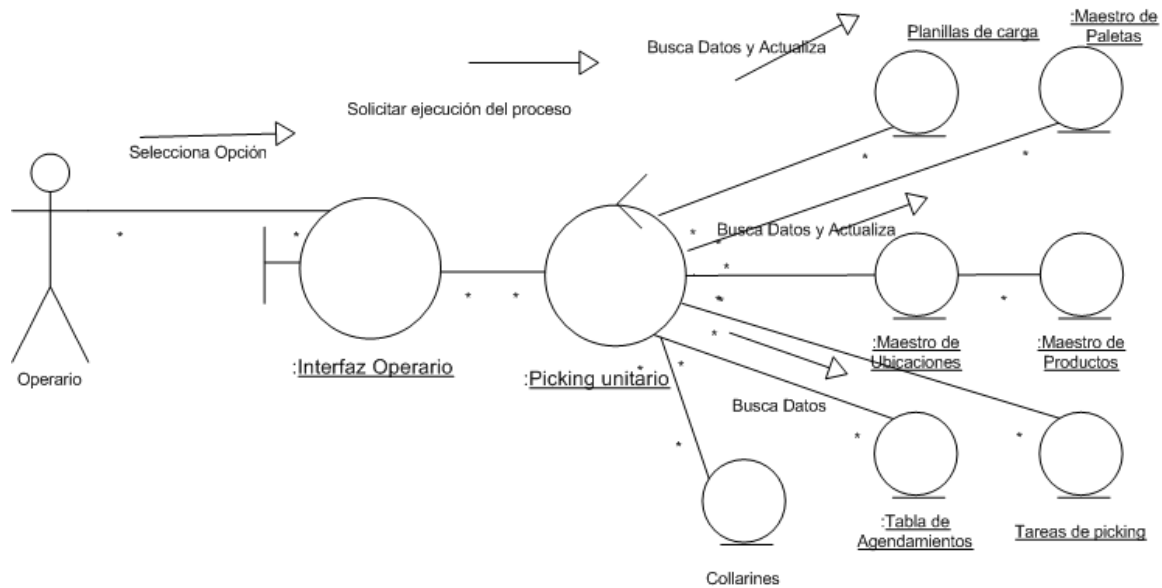 Planillas de carga
:Maestro de
Paletas
Busca Datos y Actualiza
Solicitar ejecución del proceso
Selecciona Opción
*
*
*
*
Busca Datos y Actualiza
*
*
*
*
*
*
*
*
:Interfaz Operario
:Picking unitario
Operario
:Maestro de
Ubicaciones
:Maestro de
Productos
*
*
Busca Datos
*
*
*
:Tabla de
Agendamientos
Tareas de picking
Collarines